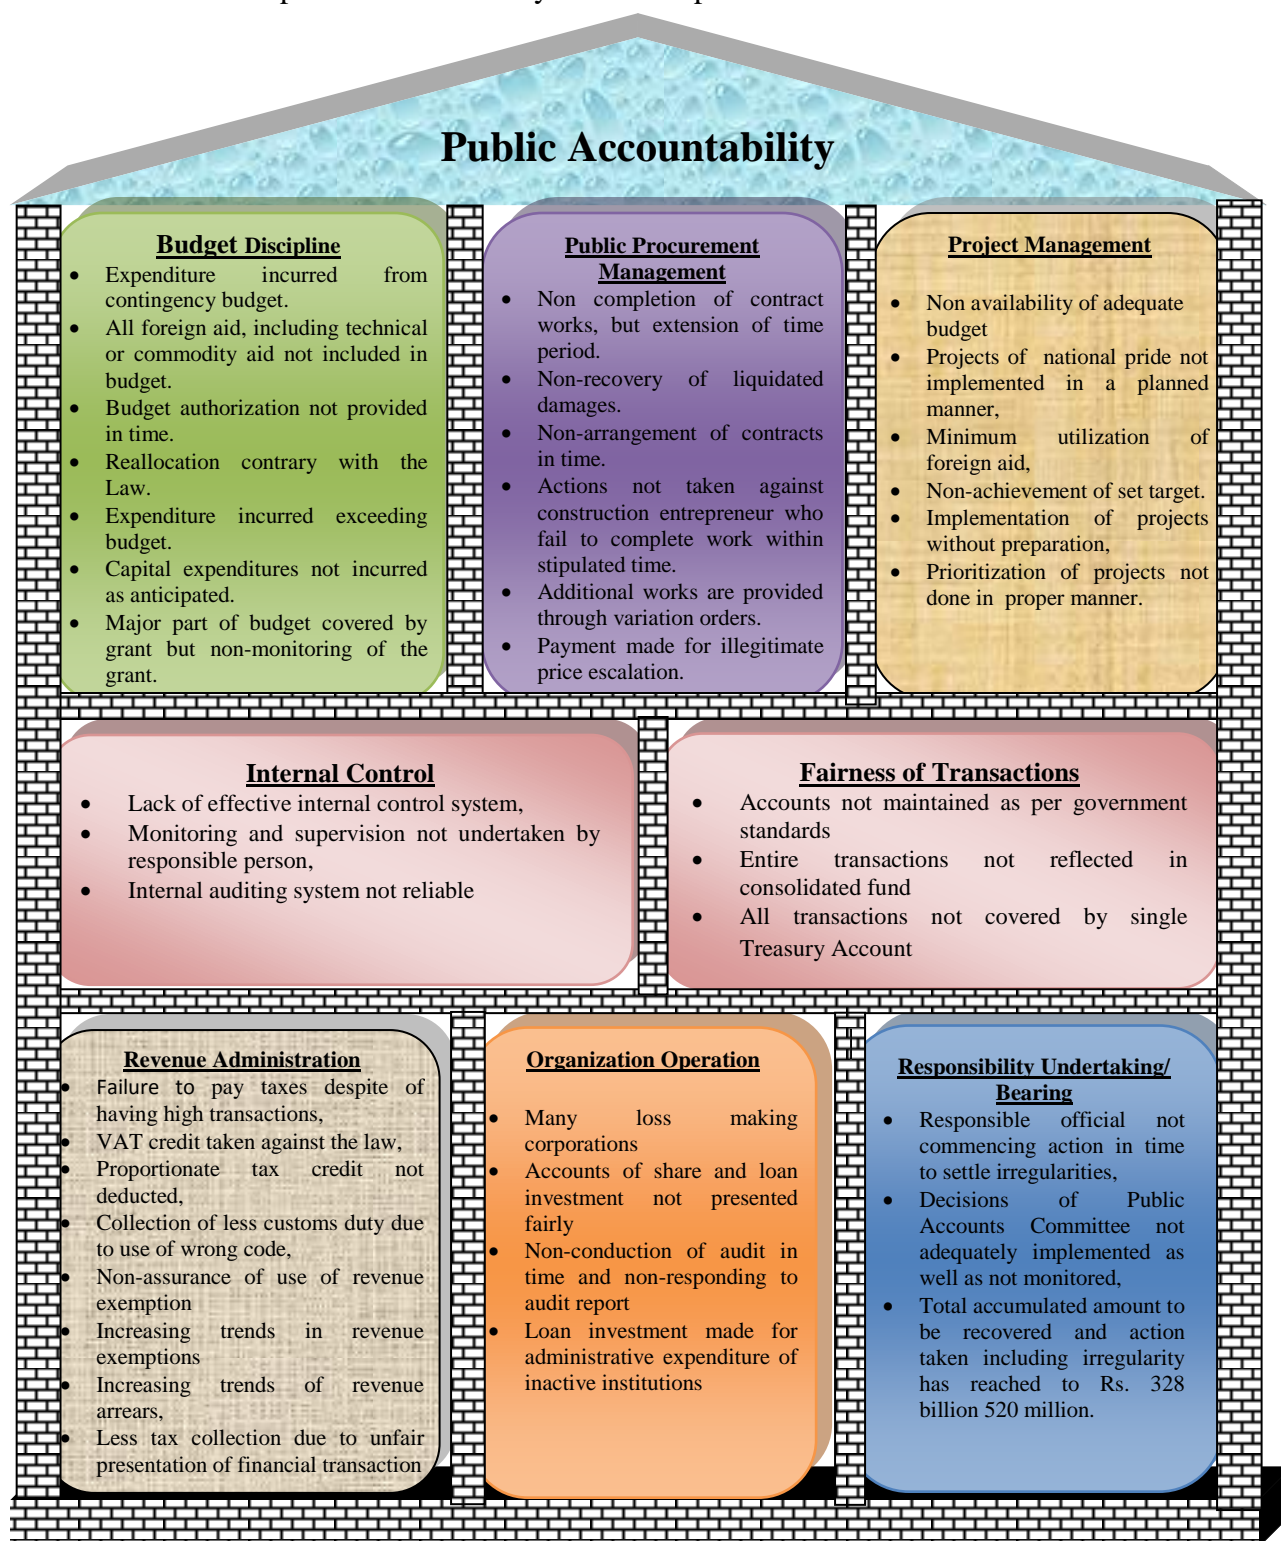 Public Accountability
Budget Discipline
• Expenditure incurred from
contingency budget.
• All foreign aid, including technical
or commodity aid not included in
budget.
• Budget authorization not provided
in time.
• Reallocation contrary with the
Law.
• Expenditure incurred exceeding
budget.
• Capital expenditures not incurred
as anticipated.
• Major part of budget covered by
grant but non-monitoring of the
grant.
Public Procurement
Management
• Non completion of contract
works, but extension of time
period.
• Non-recovery of liquidated
damages.
• Non-arrangement of contracts
in time.
• Actions not taken against
construction entrepreneur who
fail to complete work within
stipulated time.
• Additional works are provided
through variation orders.
• Payment made for illegitimate
price escalation.
Project Management
• Non availability of adequate
budget
• Projects of national pride not
implemented in a planned
manner,
• Minimum utilization of
foreign aid,
• Non-achievement of set target.
• Implementation of projects
without preparation,
• Prioritization of projects not
done in proper manner.
Internal Control
• Lack of effective internal control system,
• Monitoring and supervision not undertaken by
responsible person,
• Internal auditing system not reliable
Fairness of Transactions
• Accounts not maintained as per government
standards
• Entire transactions not reflected in
consolidated fund
• All transactions not covered by single
Treasury Account
Revenue Administration
• Failure to pay taxes despite of
having high transactions,
• VAT credit taken against the law,
• Proportionate tax credit not
deducted,
• Collection of less customs duty due
to use of wrong code,
• Non-assurance of use of revenue
exemption
• Increasing trends in revenue
exemptions
• Increasing trends of revenue
arrears,
• Less tax collection due to unfair
presentation of financial transaction
Organization Operation
• Many loss making
corporations
• Accounts of share and loan
investment not presented
fairly
• Non-conduction of audit in
time and non-responding to
audit report
• Loan investment made for
administrative expenditure of
inactive institutions
Responsibility Undertaking/
Bearing
• Responsible official not
commencing action in time
to settle irregularities,
• Decisions of Public
Accounts Committee not
adequately implemented as
well as not monitored,
• Total accumulated amount to
be recovered and action
taken including irregularity
has reached to Rs. 328
billion 520 million.